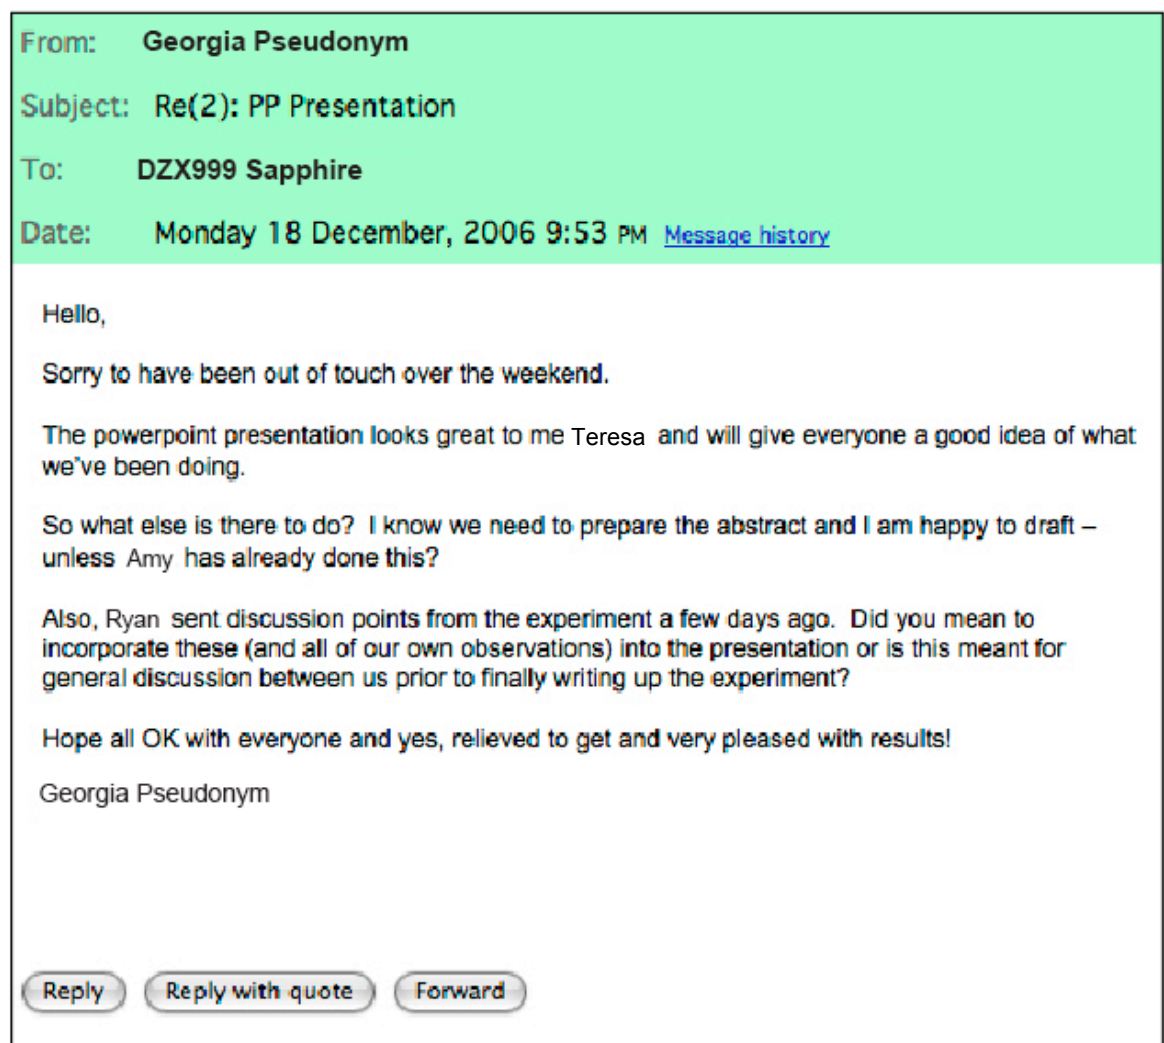 From: Georgia Pseudonym
Subject: Re(2): PP Presentation
To: DZX999 Sapphire
Date: Monday 18 December, 2006 9:53 PM Message history
Hello,
Sorry to have been out of touch over the weekend.
The powerpoint presentation looks great to me Teresa and will give everyone a good idea of what
we"ve been doing.
So what else is there to do? I know we need to prepare the abstract and I am happy to draft –
unless Amy has already done this?
Also, Ryan sent discussion points from the experiment a few days ago. Did you mean to
incorporate these (and all of our own observations) into the presentation or is this meant for
general discussion between us prior to finally writing up the experiment?
Hope all OK with everyone and yes, relieved to get and very pleased with results!
Georgia Pseudonym
Reply Reply with quote Forward